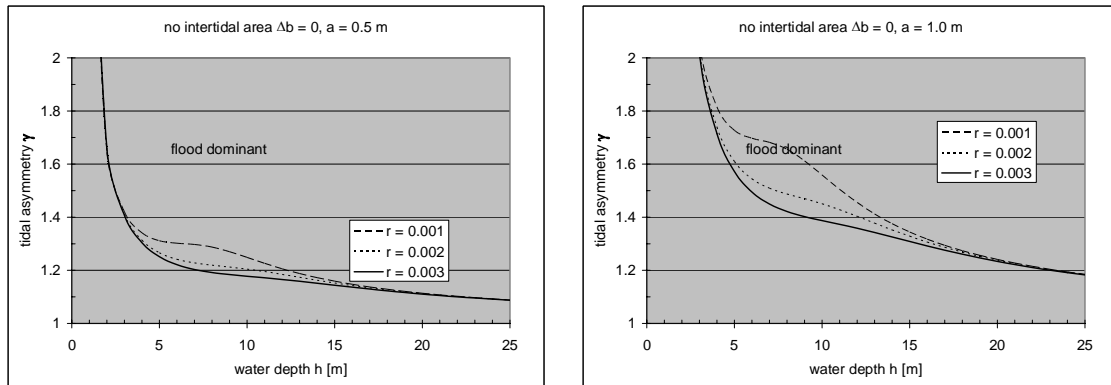 no intertidal area Δb = 0, a = 0.5 m
2
1.8
1.6
1.4
1.2
1
tidal asymmetry γ
flood dominant
r = 0.001
r = 0.002
r = 0.003
0 5 10 15 20 25
water depth h [m]
no intertidal area Δb = 0, a = 1.0 m
2
1.8
1.6
1.4
1.2
1
tidal asymmetry γ
flood dominant
r = 0.001
r = 0.002
r = 0.003
0 5 10 15 20 25
water depth h [m]